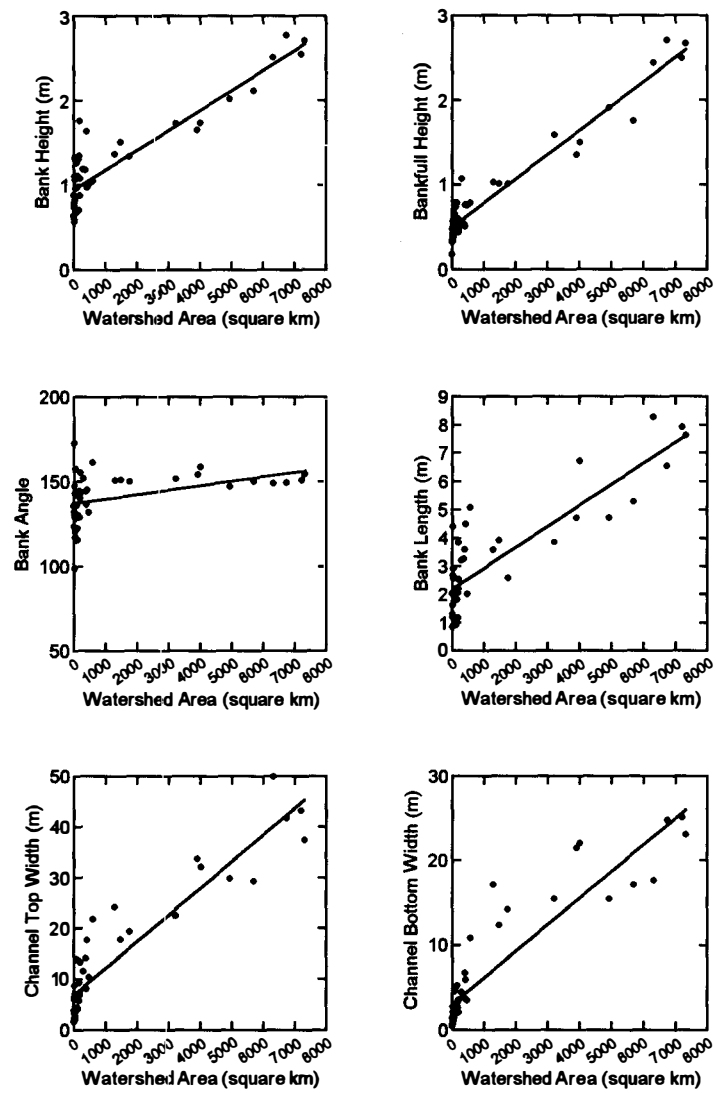 3
2
1
0
Bank Height (m)
0 1000 2000 3000 4000 5000 6000 7000 8000
Watershed Area (square km)
3
2
1
0
Bankfull Height (m)
0 1000 2000 3000 4000 5000 6000 7000 8000
Watershed Area (square km)
200
150
100
50
Bank Angle
0 1000 2000 3000 4000 5000 6000 7000 8000
Watershed Area (square km)
9
8
7
6
5
4
3
2
1
0
Bank Length (m)
0 1000 2000 3000 4000 5000 6000 7000 8000
Watershed Area (square km)
50
40
30
20
10
0
Channel Top Width (m)
0 1000 2000 3000 4000 5000 6000 7000 8000
Watershed Area (square km)
30
20
10
0
Channel Bottom Width (m)
0 1000 2000 3000 4000 5000 6000 7000 8000
Watershed Area (square km)